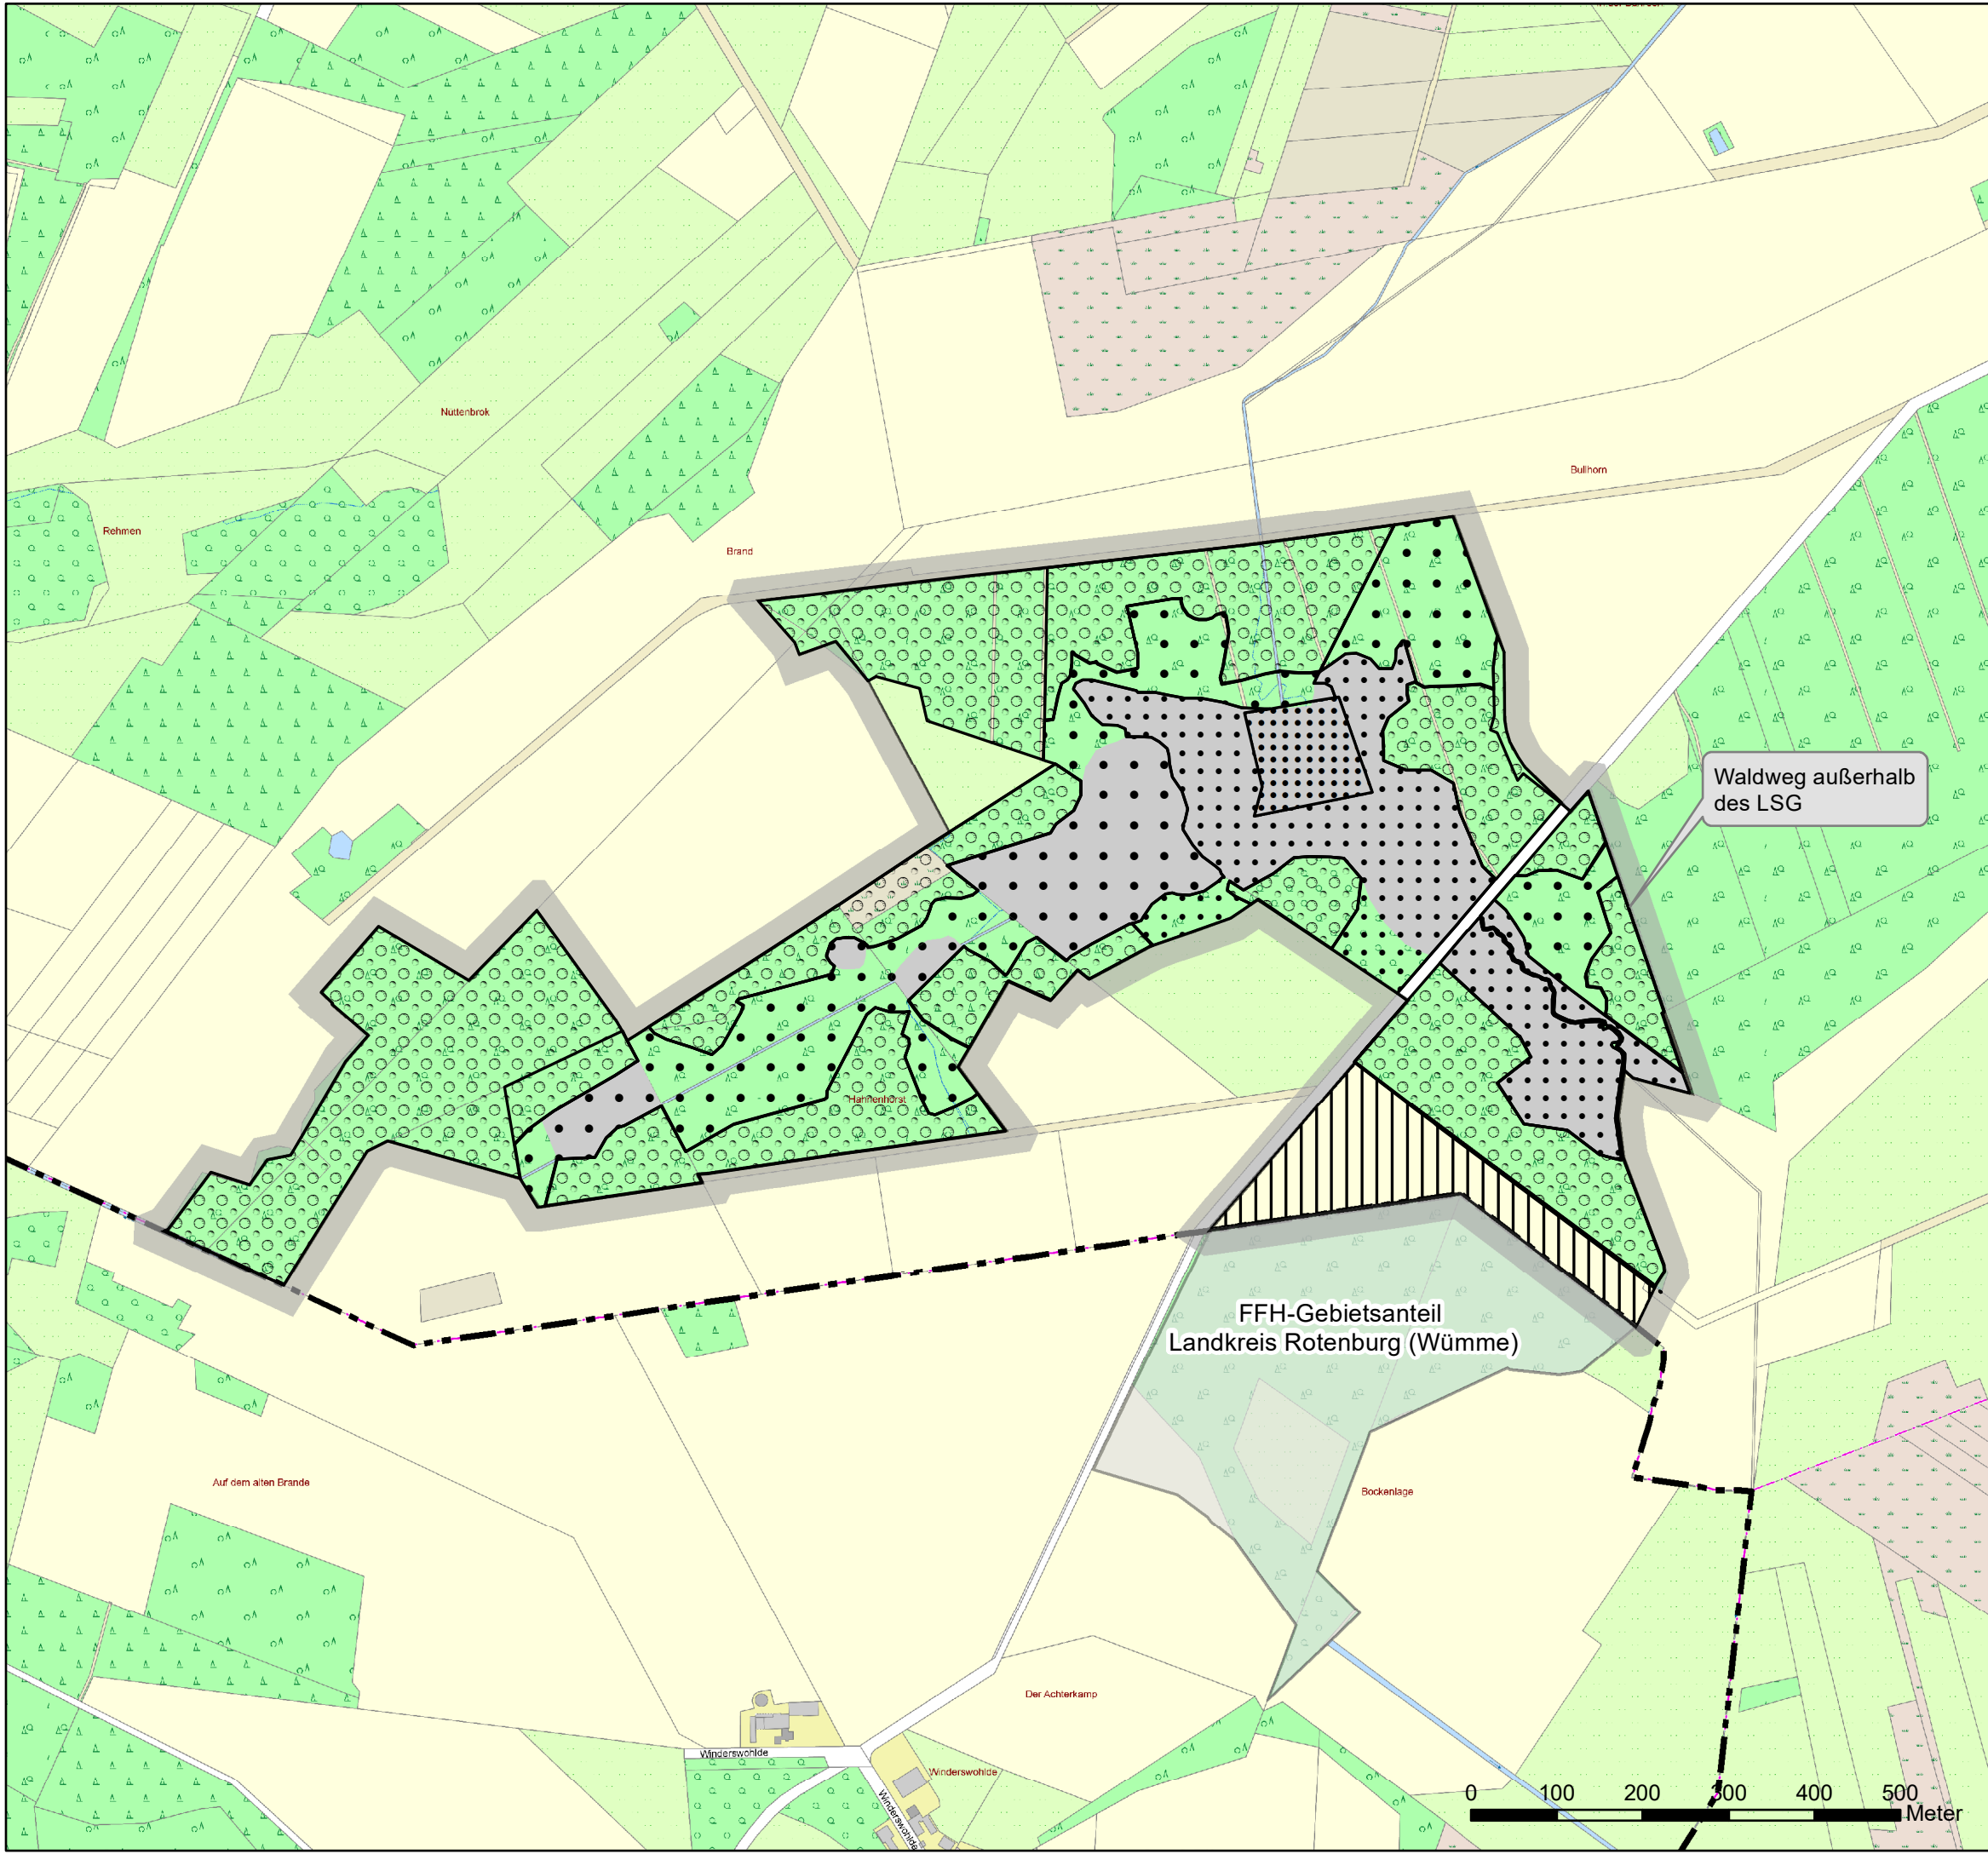 Nüttenbrok
Bullhorn
Rehmen
Brand
Waldweg außerhalb
des LSG
Hahnenhorst
FFH-Gebietsanteil
Landkreis Rotenburg (Wümme)
Auf dem alten Brande
Bockenlage
Der Achterkamp
Winderswohlde
Winderswohlde
Winderswohlde
0 100 200 300 400 500
Meter